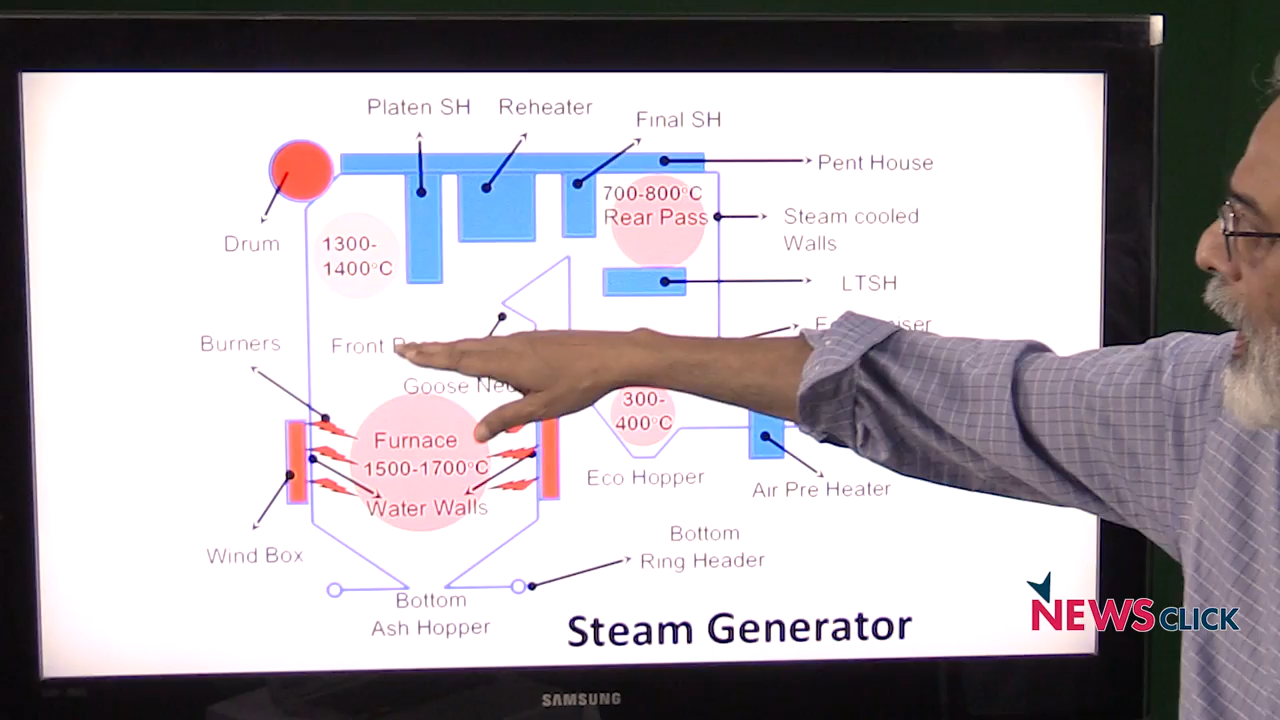 Platen SH
Reheater
Final SH
Pent House
700-800°C
Rear Pass
Steam cooled
Walls
Drum
1300-
1400°C
LTSH
Burners
Front
Goose
300-
400°C
Furnace
1500-1700°C
Water Walls
Eco Hopper
Air Pre Heater
Wind Box
Bottom
Ring Header
Bottom
Ash Hopper
Steam Generator
NEWSCLICK
SAMSUNG